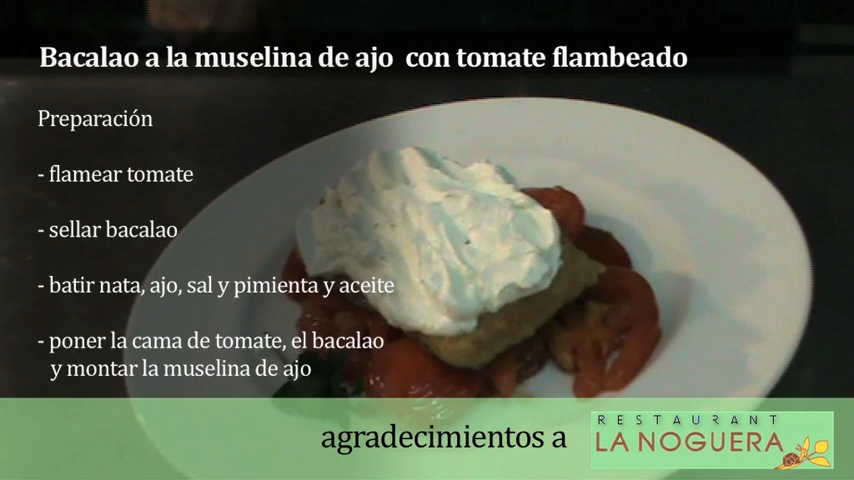 Bacalao a la muselina de ajo con tomate flambeado
Preparación
- flamear tomate
- sellar bacalao
- batir nata, ajo, sal y pimienta y aceite
- poner la cama de tomate, el bacalao
y montar la muselina de ajo
agradecimientos a
RESTAURANT
LA NOGUERA